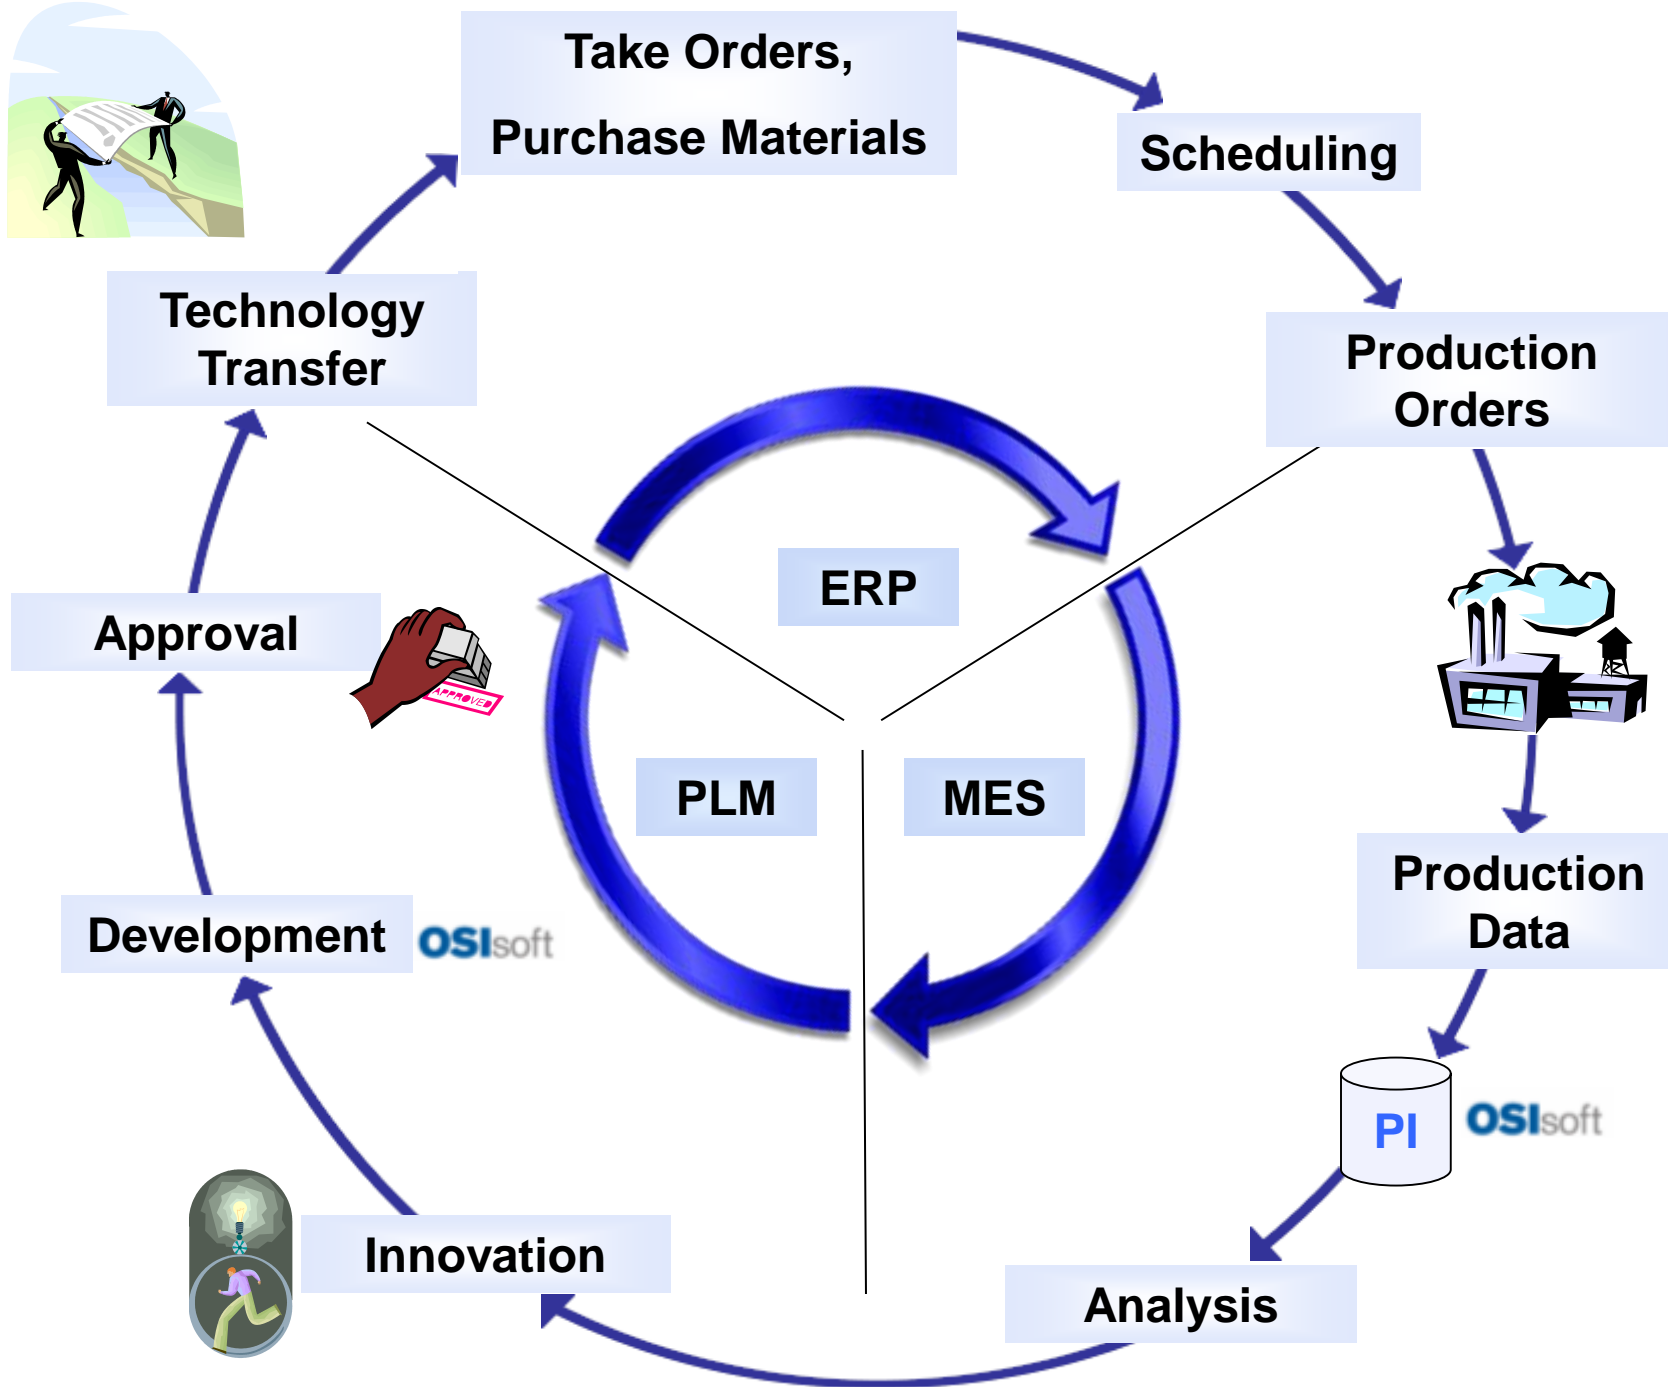 Take Orders,
Purchase Materials
Scheduling
Technology
Transfer
Production
Orders
ERP
Approval
APPROVED
PLM
MES
Production
Data
Development
OSIsoft
PI
OSIsoft
Innovation
Analysis